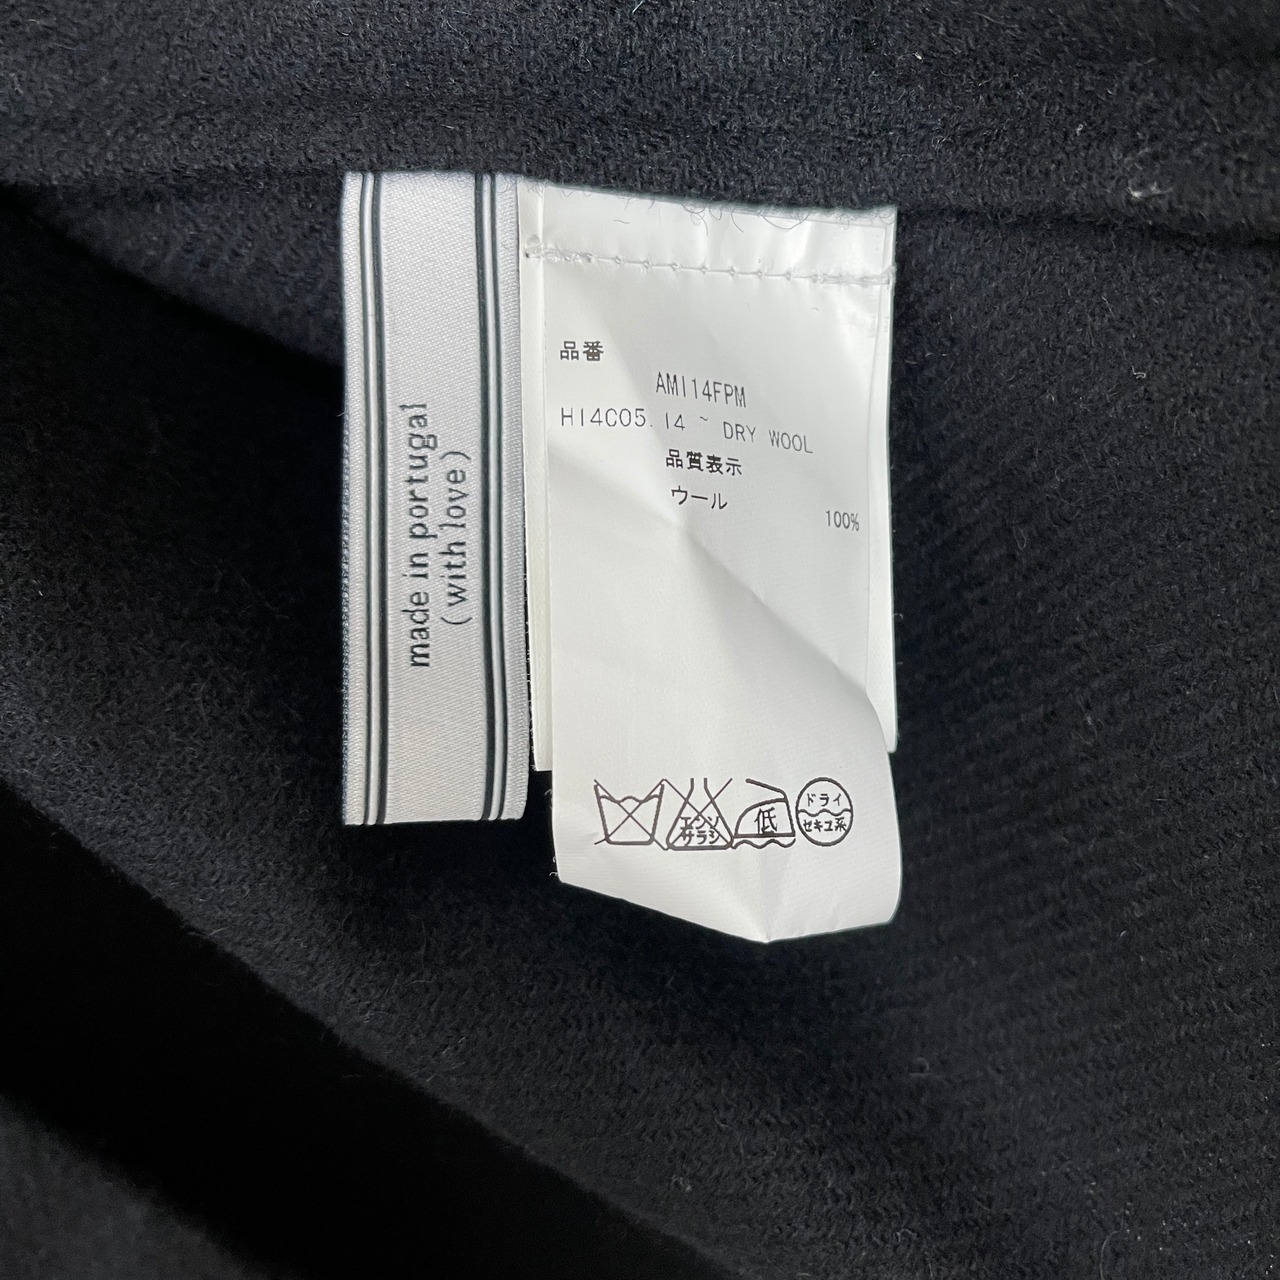 made in portugal
(with love)
品番
AMI14FPM
H14C05.14 ~ DRY WOOL
品質表示
ウール
100%
エンソ
サラシ
低
ドライ
セキユ系